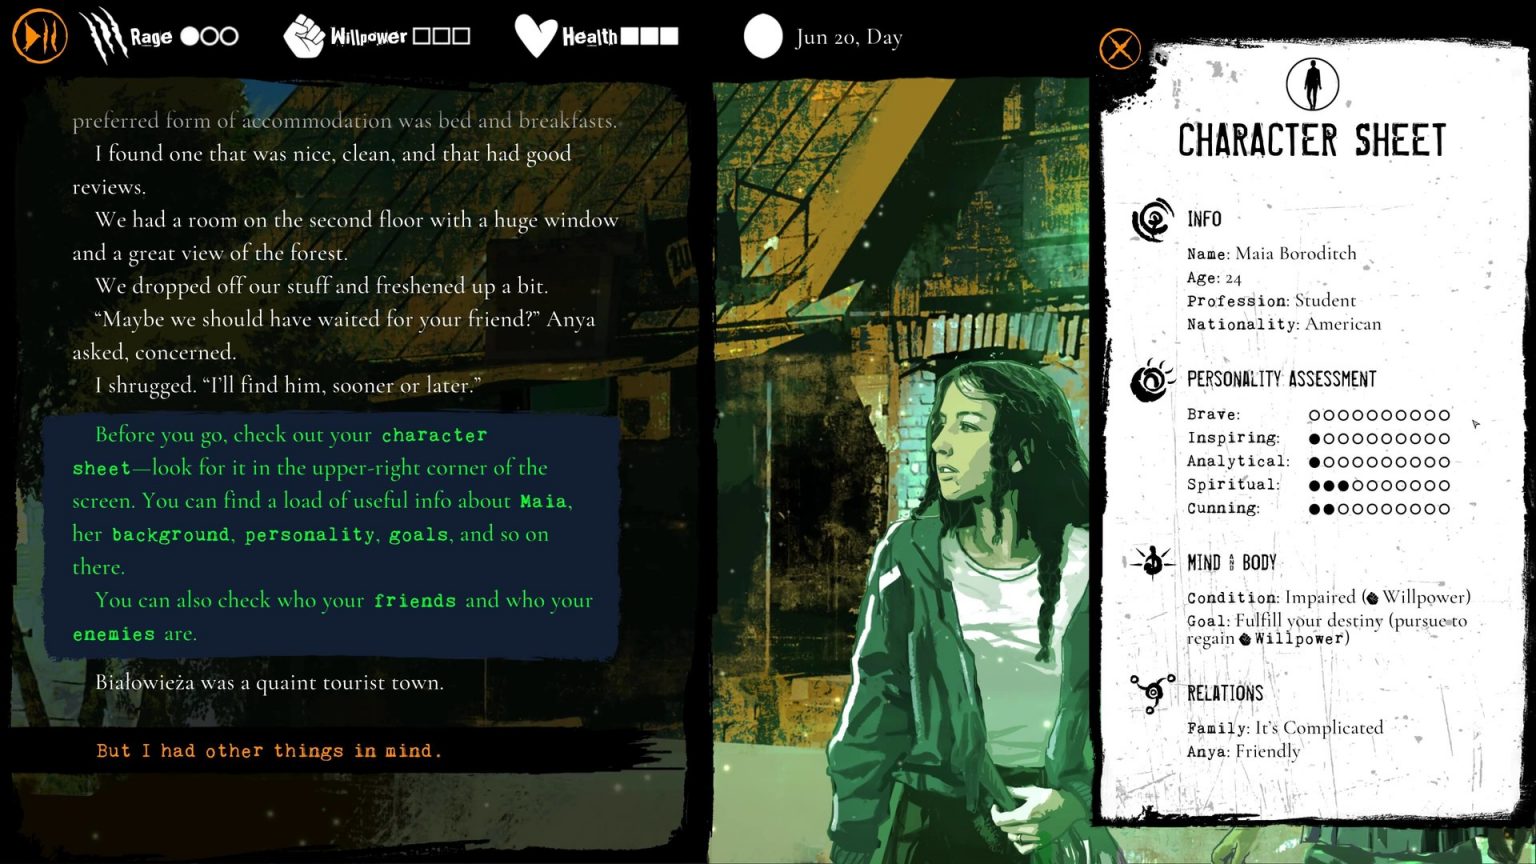 Rage
Willpower
Health
Jun 20, Day
preferred form of accommodation was bed and breakfasts.
I found one that was nice, clean, and that had good
reviews.
We had a room on the second floor with a huge window
and a great view of the forest.
We dropped off our stuff and freshened up a bit.
“Maybe we should have waited for your friend?” Anya
asked, concerned.
I shrugged. “I’ll find him, sooner or later.”
Before you go, check out your character
sheet—look for it in the upper-right corner of the
screen. You can find a load of useful info about Maia,
her background, personality, goals, and so on
there.
You can also check who your friends and who your
enemies are.
Białowieża was a quaint tourist town.
But I had other things in mind.
CHARACTER SHEET
INFO
Name: Maia Boroditch
Age: 24
Profession: Student
Nationality: American
PERSONALITY ASSESSMENT
Brave:
Inspiring:
Analytical:
Spiritual:
Cunning:
MIND AND BODY
Condition: Impaired (Willpower)
Goal: Fulfill your destiny (pursue to
regain Willpower)
RELATIONS
Family: It’s Complicated
Anya: Friendly